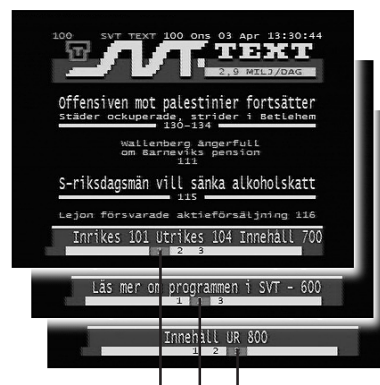 100 SVT TEXT 100 Ons 03 Apr 13:30:44
SVT TEXT
2,9 MILJ/DAG
Offensiven mot palestinier fortsätter
Städer ockuperade, strider i Betlehem
130-134
Wallenberg ångerfull
om Barneviks pension
111
S-riksdagsmän vill sänka alkoholskatt
115
Lejon försvarade aktieförsäljning 116
Inrikes 101 Utrikes 104 Innehåll 700
1 2 3
Läs mer om programmen i SVT - 600
1 2 3
Innehåll UR 800
1 2 3